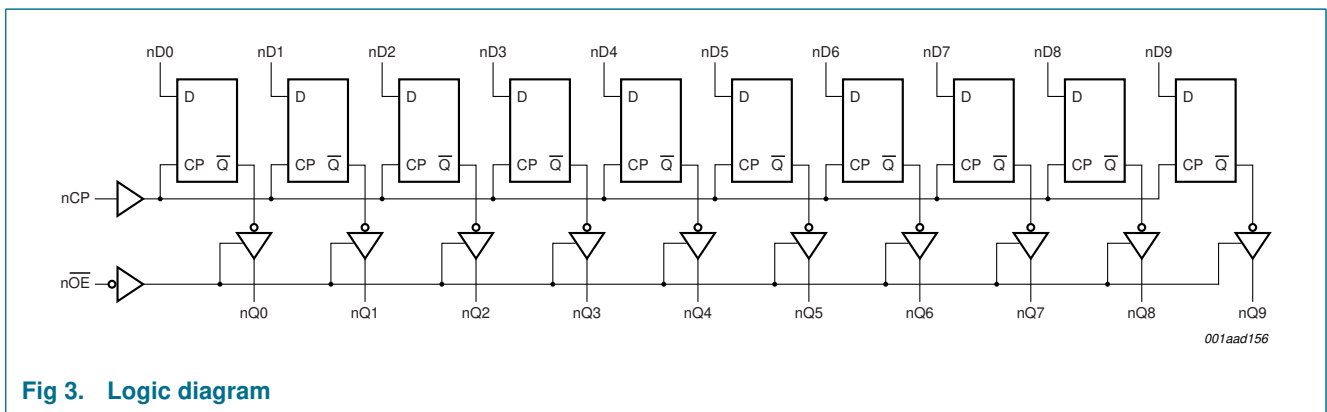 nD0 nD1 nD2 nD3 nD4 nD5 nD6 nD7 nD8 nD9
D D D D D D D D D D
CP Q̅ CP Q̅ CP Q̅ CP Q̅ CP Q̅ CP Q̅ CP Q̅ CP Q̅ CP Q̅ CP Q̅
nCP
nO̅E̅
nQ0 nQ1 nQ2 nQ3 nQ4 nQ5 nQ6 nQ7 nQ8 nQ9
001aad156
Fig 3. Logic diagram